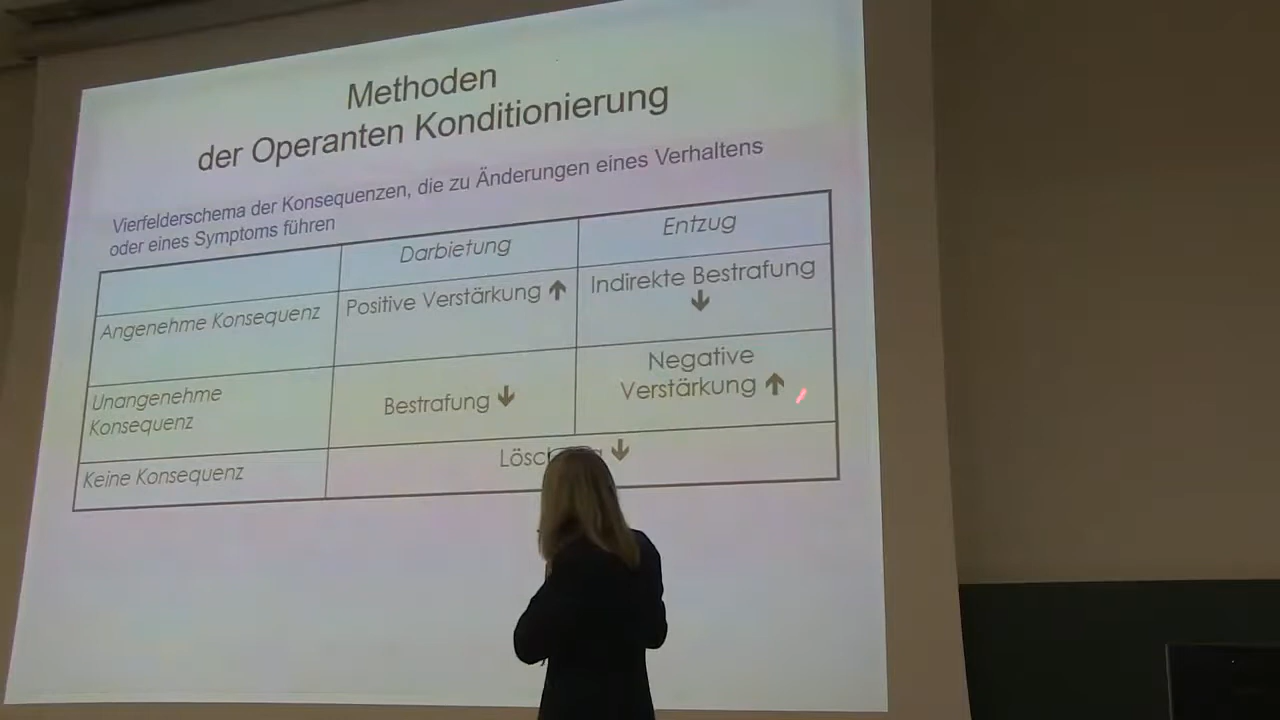 Methoden
der Operanten Konditionierung
Vierfelderschema der Konsequenzen, die zu Änderungen eines Verhaltens
oder eines Symptoms führen
Darbietung
Entzug
Angenehme Konsequenz
Positive Verstärkung ↑
Indirekte Bestrafung
↓
Unangenehme
Konsequenz
Bestrafung ↓
Negative
Verstärkung ↑
Keine Konsequenz